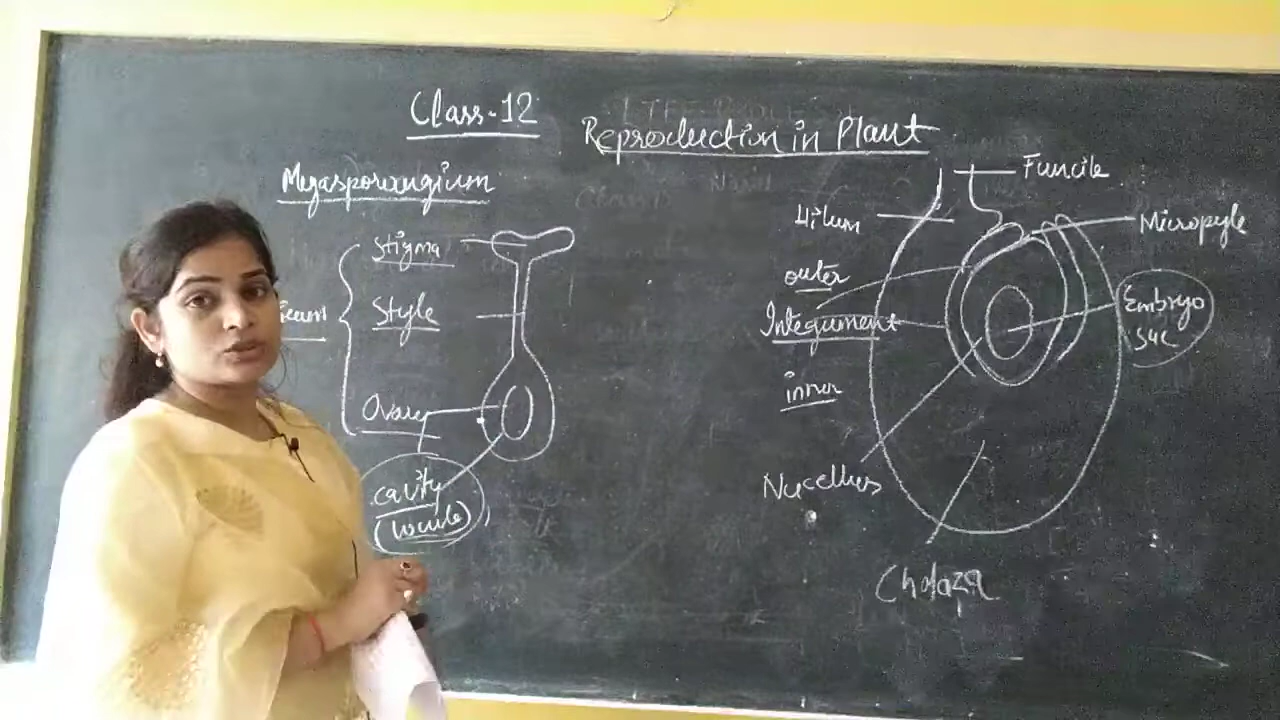 Class-12
Reproduction in Plant
Megasporangium
Stigma
Style
Ovary
cavity
(locule)
Funcile
Hilum
Micropyle
outer
Integument
inner
Embryo
sac
Nucellus
Chalaza